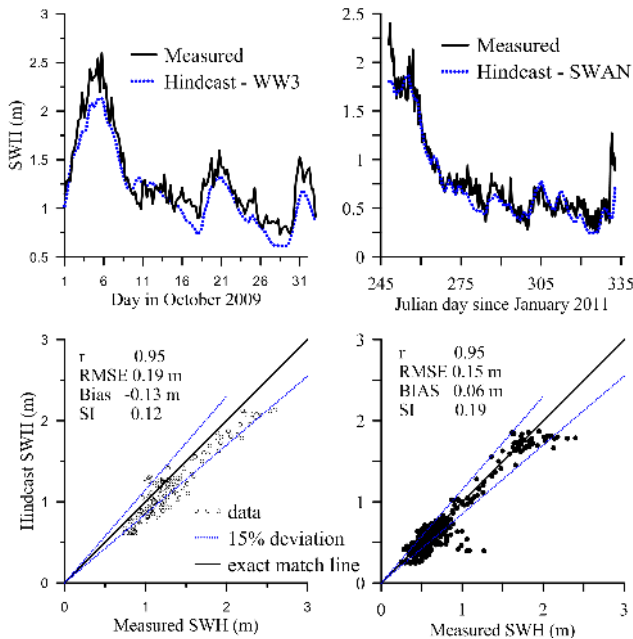 3
2.5
2
1.5
1
0.5
SWH (m)
Measured
Hindcast - WW3
1 6 11 16 21 26 31
Day in October 2009
2.5
2
1.5
1
0.5
0
Measured
Hindcast - SWAN
245 275 305 335
Julian day since January 2011
3
2
1
0
Hindcast SWH (m)
r 0.95
RMSE 0.19 m
Bias -0.13 m
SI 0.12
data
15% deviation
exact match line
0 1 2 3
Measured SWH (m)
3
2
1
0
r 0.95
RMSE 0.15 m
BIAS 0.06 m
SI 0.19
0 1 2 3
Measured SWH (m)